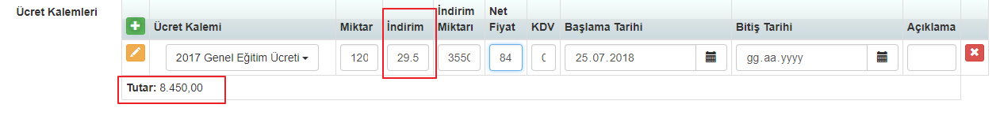 Ücret Kalemleri
Ücret Kalemi Miktar İndirim İndirim Miktarı Net Fiyat KDV Başlama Tarihi Bitiş Tarihi Açıklama
2017 Genel Eğitim Ücreti 120 29.5 3550 84 0 25.07.2018 gg.aa.yyyy
Tutar: 8.450,00